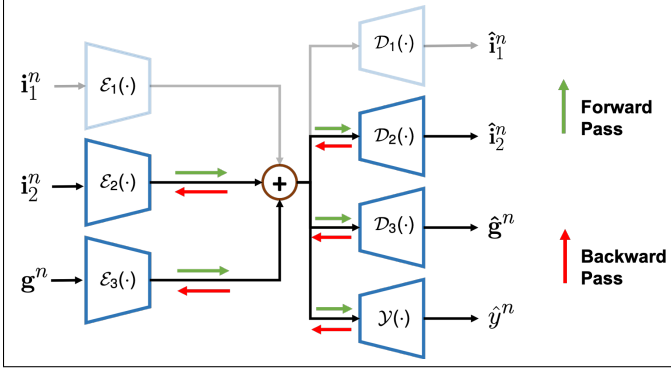 i₁ⁿ
ℰ₁(·)
𝒟₁(·)
î₁ⁿ
i₂ⁿ
ℰ₂(·)
+
𝒟₂(·)
î₂ⁿ
gⁿ
ℰ₃(·)
𝒟₃(·)
ĝⁿ
𝒴(·)
ŷⁿ
Forward
Pass
Backward
Pass